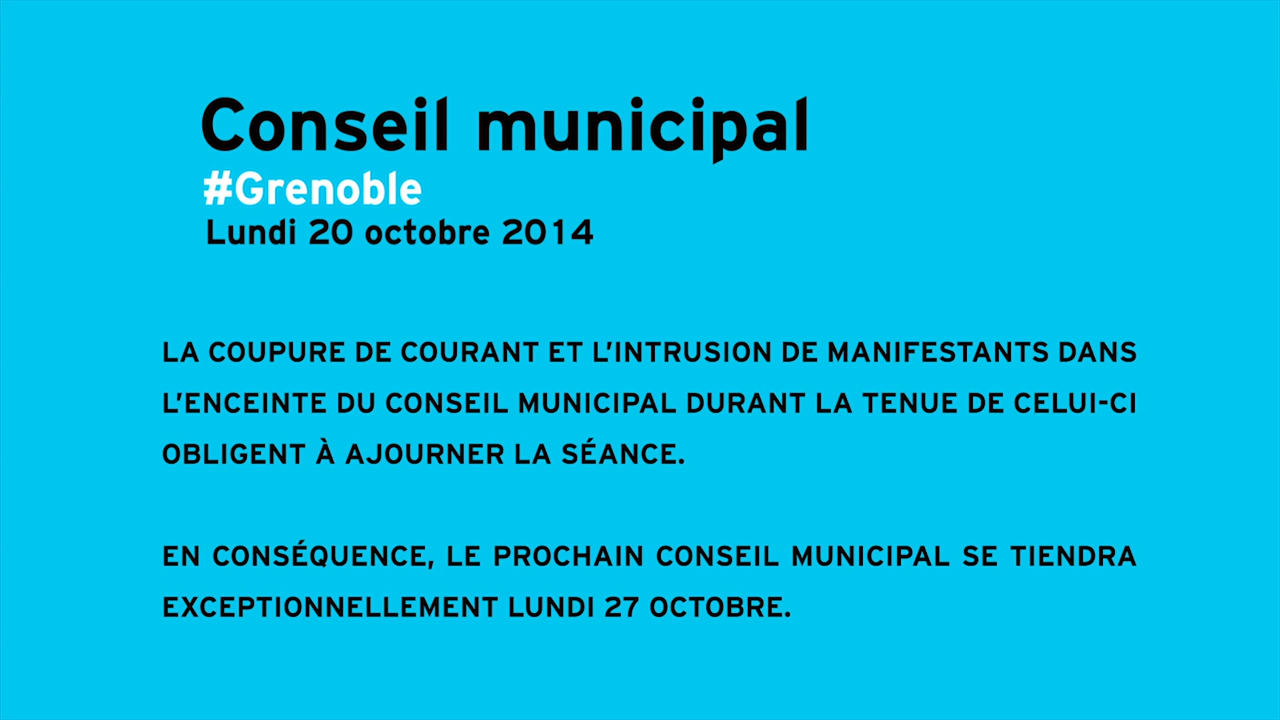 Conseil municipal
#Grenoble
Lundi 20 octobre 2014
LA COUPURE DE COURANT ET L’INTRUSION DE MANIFESTANTS DANS
L’ENCEINTE DU CONSEIL MUNICIPAL DURANT LA TENUE DE CELUI-CI
OBLIGENT À AJOURNER LA SÉANCE.
EN CONSÉQUENCE, LE PROCHAIN CONSEIL MUNICIPAL SE TIENDRA
EXCEPTIONNELLEMENT LUNDI 27 OCTOBRE.